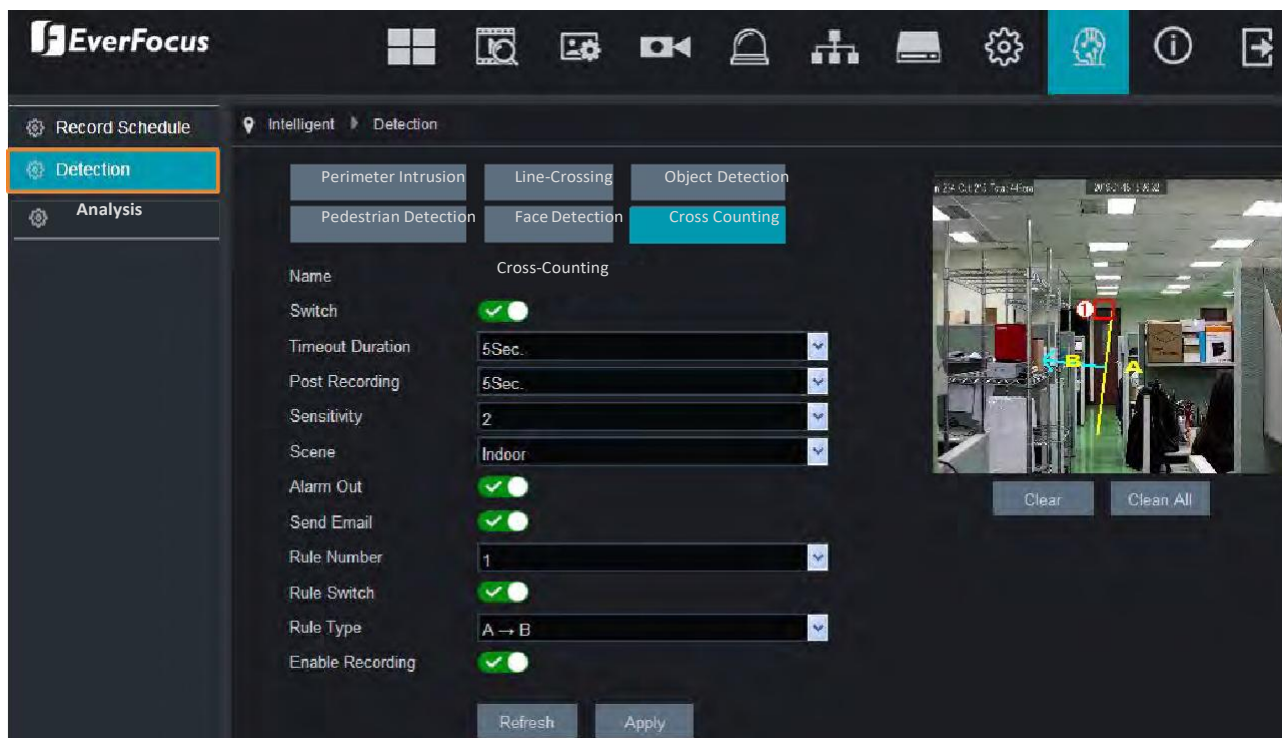 EverFocus
Record Schedule
Detection
Analysis
Intelligent Detection
Perimeter Intrusion Line-Crossing Object Detection
Pedestrian Detection Face Detection Cross Counting
Name Cross-Counting
Switch
Timeout Duration 5Sec.
Post Recording 5Sec.
Sensitivity 2
Scene Indoor
Alarm Out
Send Email
Rule Number 1
Rule Switch
Rule Type A → B
Enable Recording
Refresh Apply
1
B A
Clear Clean All